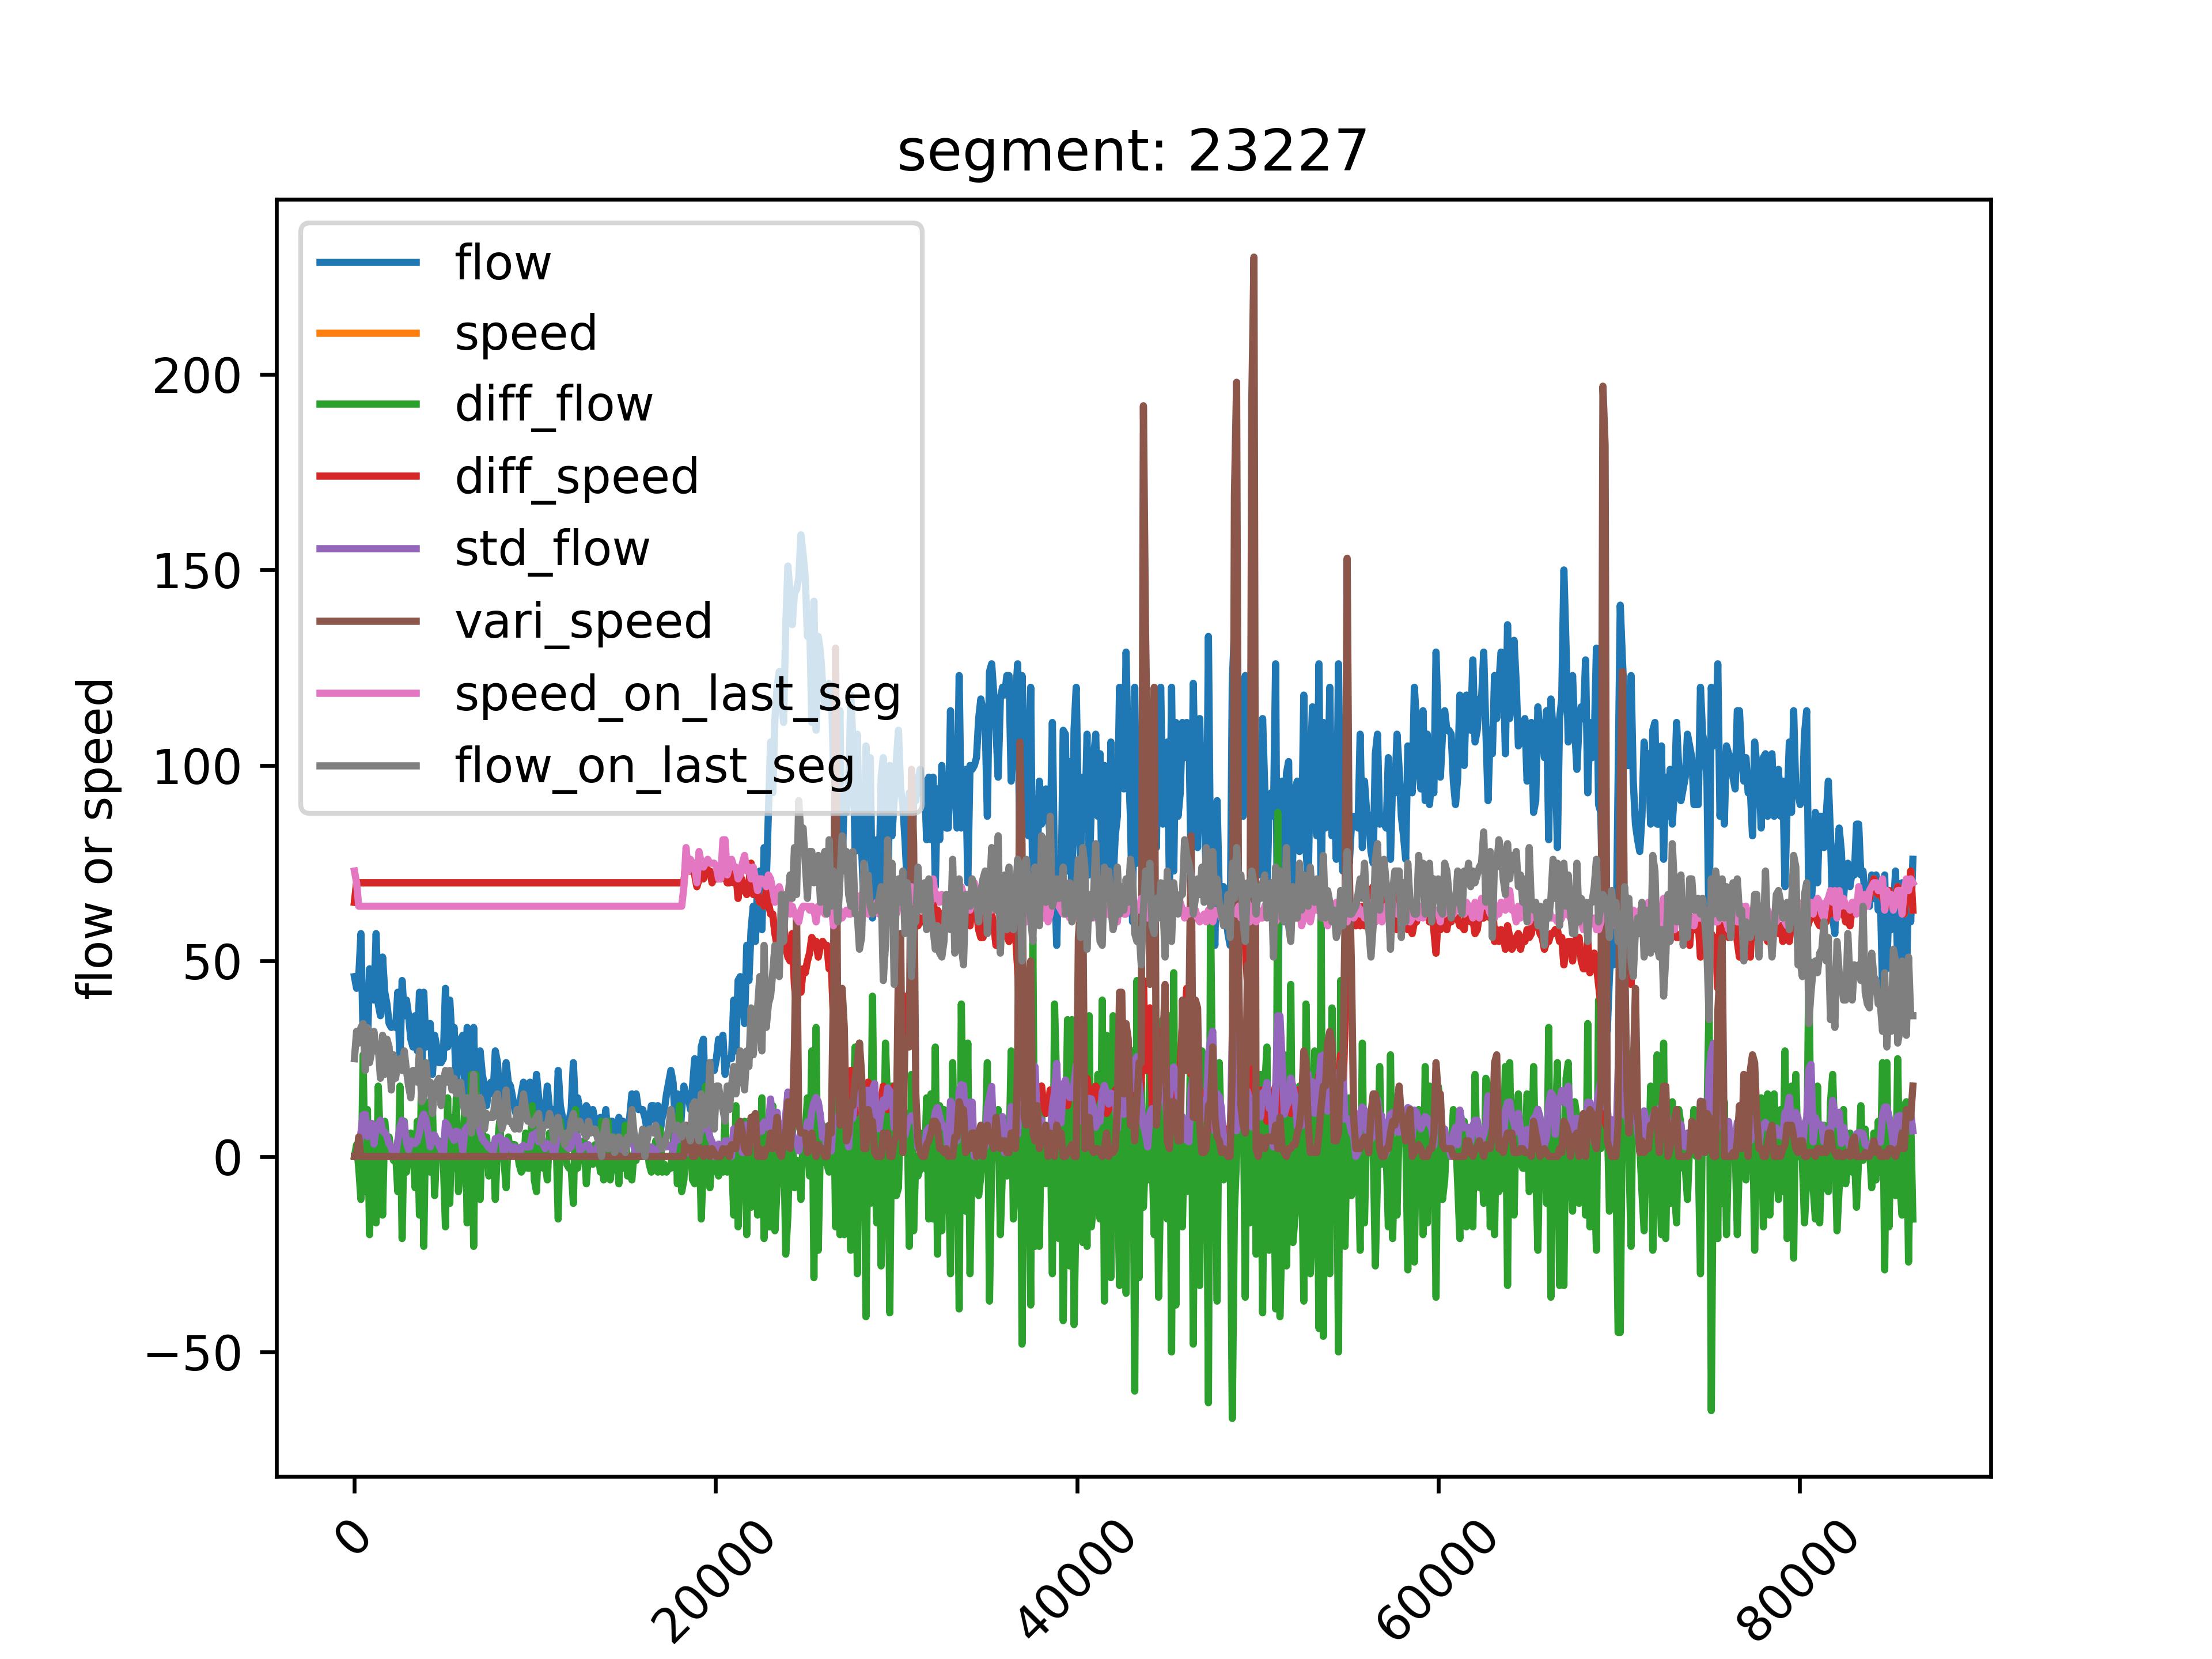 segment: 23227
flow
speed
diff_flow
diff_speed
std_flow
vari_speed
speed_on_last_seg
flow_on_last_seg
flow or speed
200
150
100
50
0
−50
0
20000
40000
60000
80000